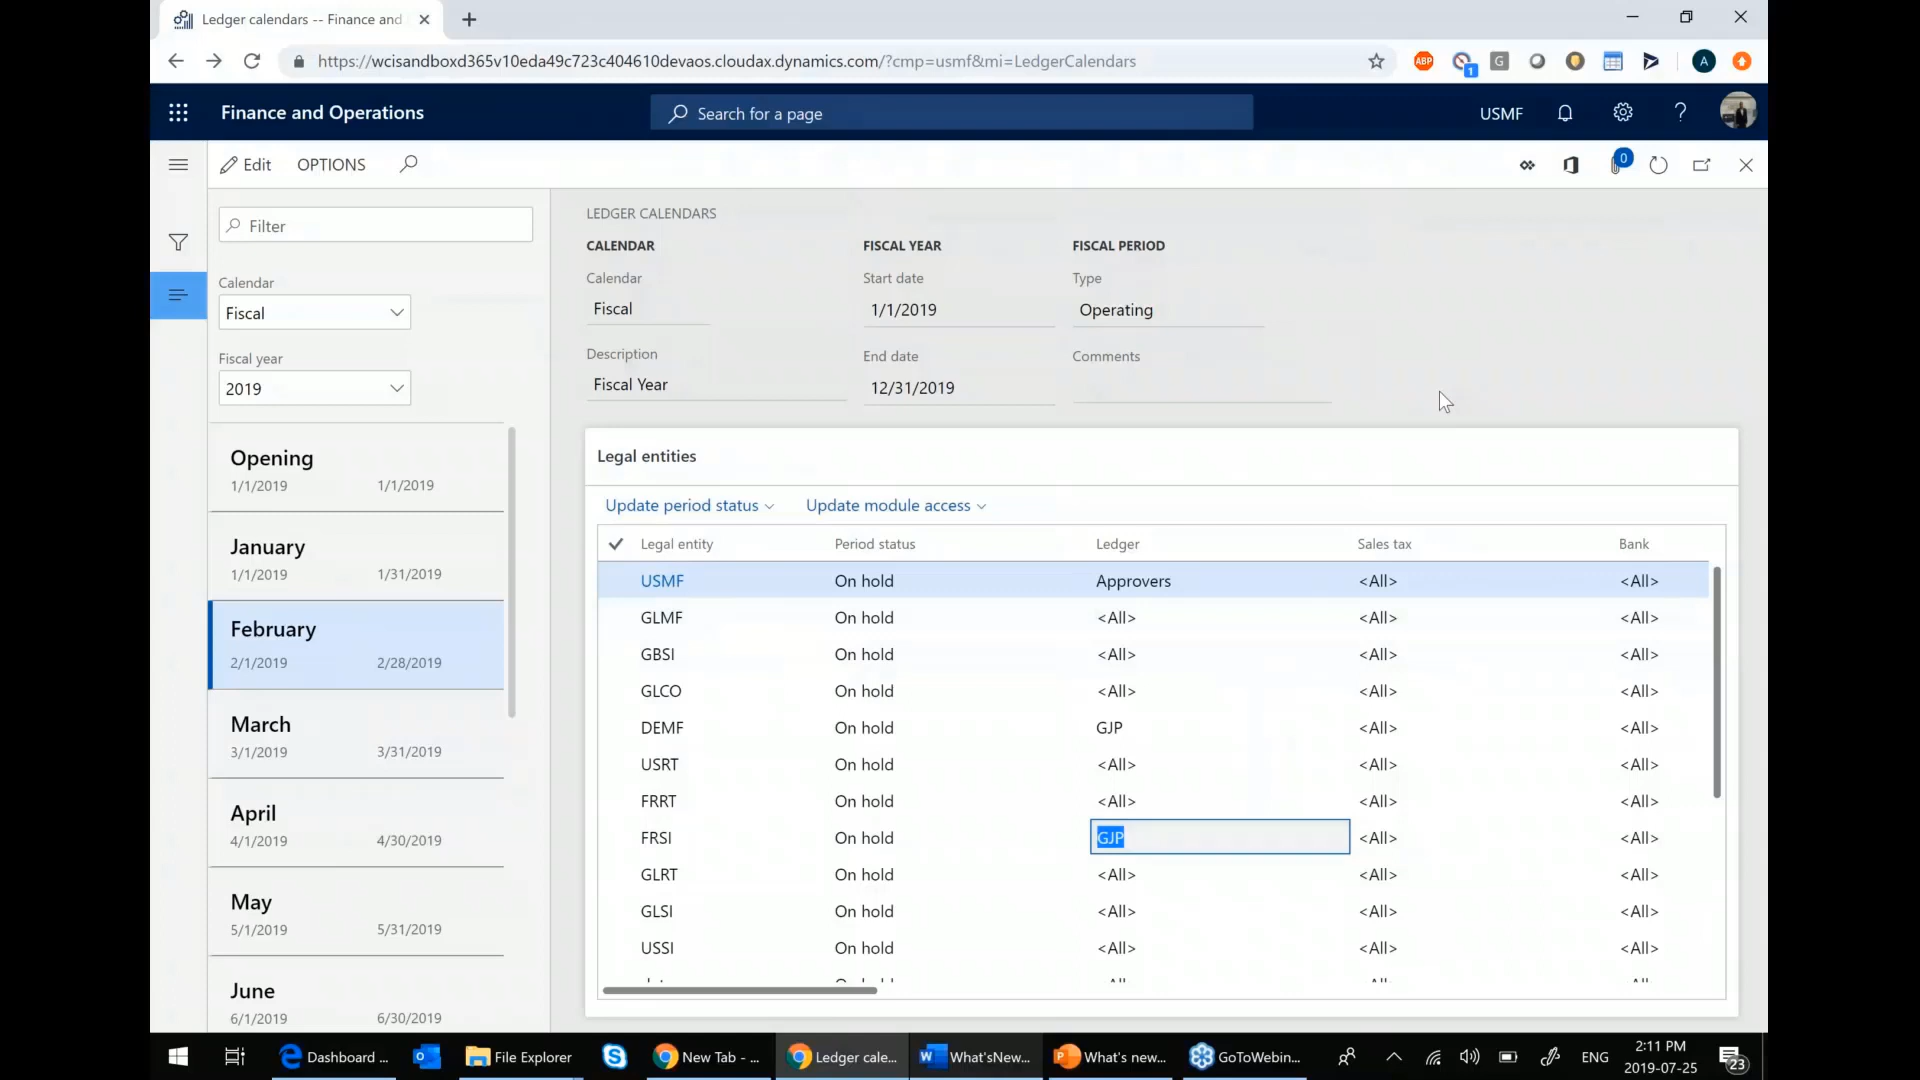 Ledger calendars -- Finance and
https://wcisandboxd365v10eda49c723c404610devaos.cloudax.dynamics.com/?cmp=usmf&mi=LedgerCalendars
ABP
1
G
A
Finance and Operations
Search for a page
USMF
?
Edit
OPTIONS
0
Filter
Calendar
Fiscal
Fiscal year
2019
Opening
1/1/2019 1/1/2019
January
1/1/2019 1/31/2019
February
2/1/2019 2/28/2019
March
3/1/2019 3/31/2019
April
4/1/2019 4/30/2019
May
5/1/2019 5/31/2019
June
6/1/2019 6/30/2019
LEDGER CALENDARS
CALENDAR FISCAL YEAR FISCAL PERIOD
Calendar Start date Type
Fiscal 1/1/2019 Operating
Description End date Comments
Fiscal Year 12/31/2019
Legal entities
Update period status Update module access
Legal entity Period status Ledger Sales tax Bank
USMF On hold Approvers <All> <All>
GLMF On hold <All> <All> <All>
GBSI On hold <All> <All> <All>
GLCO On hold <All> <All> <All>
DEMF On hold GJP <All> <All>
USRT On hold <All> <All> <All>
FRRT On hold <All> <All> <All>
FRSI On hold GJP <All> <All>
GLRT On hold <All> <All> <All>
GLSI On hold <All> <All> <All>
USSI On hold <All> <All> <All>
Dashboard ...
File Explorer
New Tab - ...
Ledger cale...
What'sNew...
What's new...
GoToWebin...
ENG
2:11 PM
2019-07-25
23